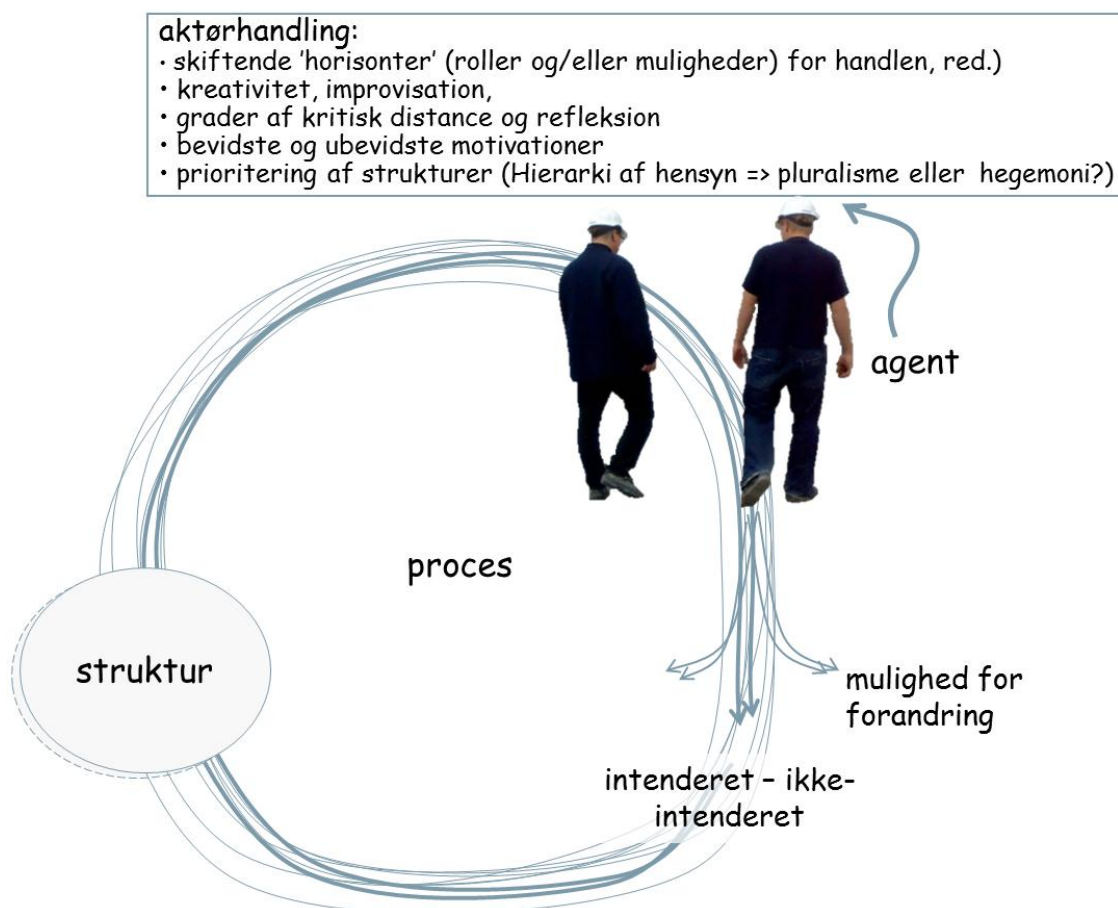 aktørhandling:
• skiftende ’horisonter’ (roller og/eller muligheder) for handlen, red.)
• kreativitet, improvisation,
• grader af kritisk distance og refleksion
• bevidste og ubevidste motivationer
• prioritering af strukturer (Hierarki af hensyn => pluralisme eller hegemoni?)
agent
proces
struktur
mulighed for
forandring
intenderet – ikke-
intenderet